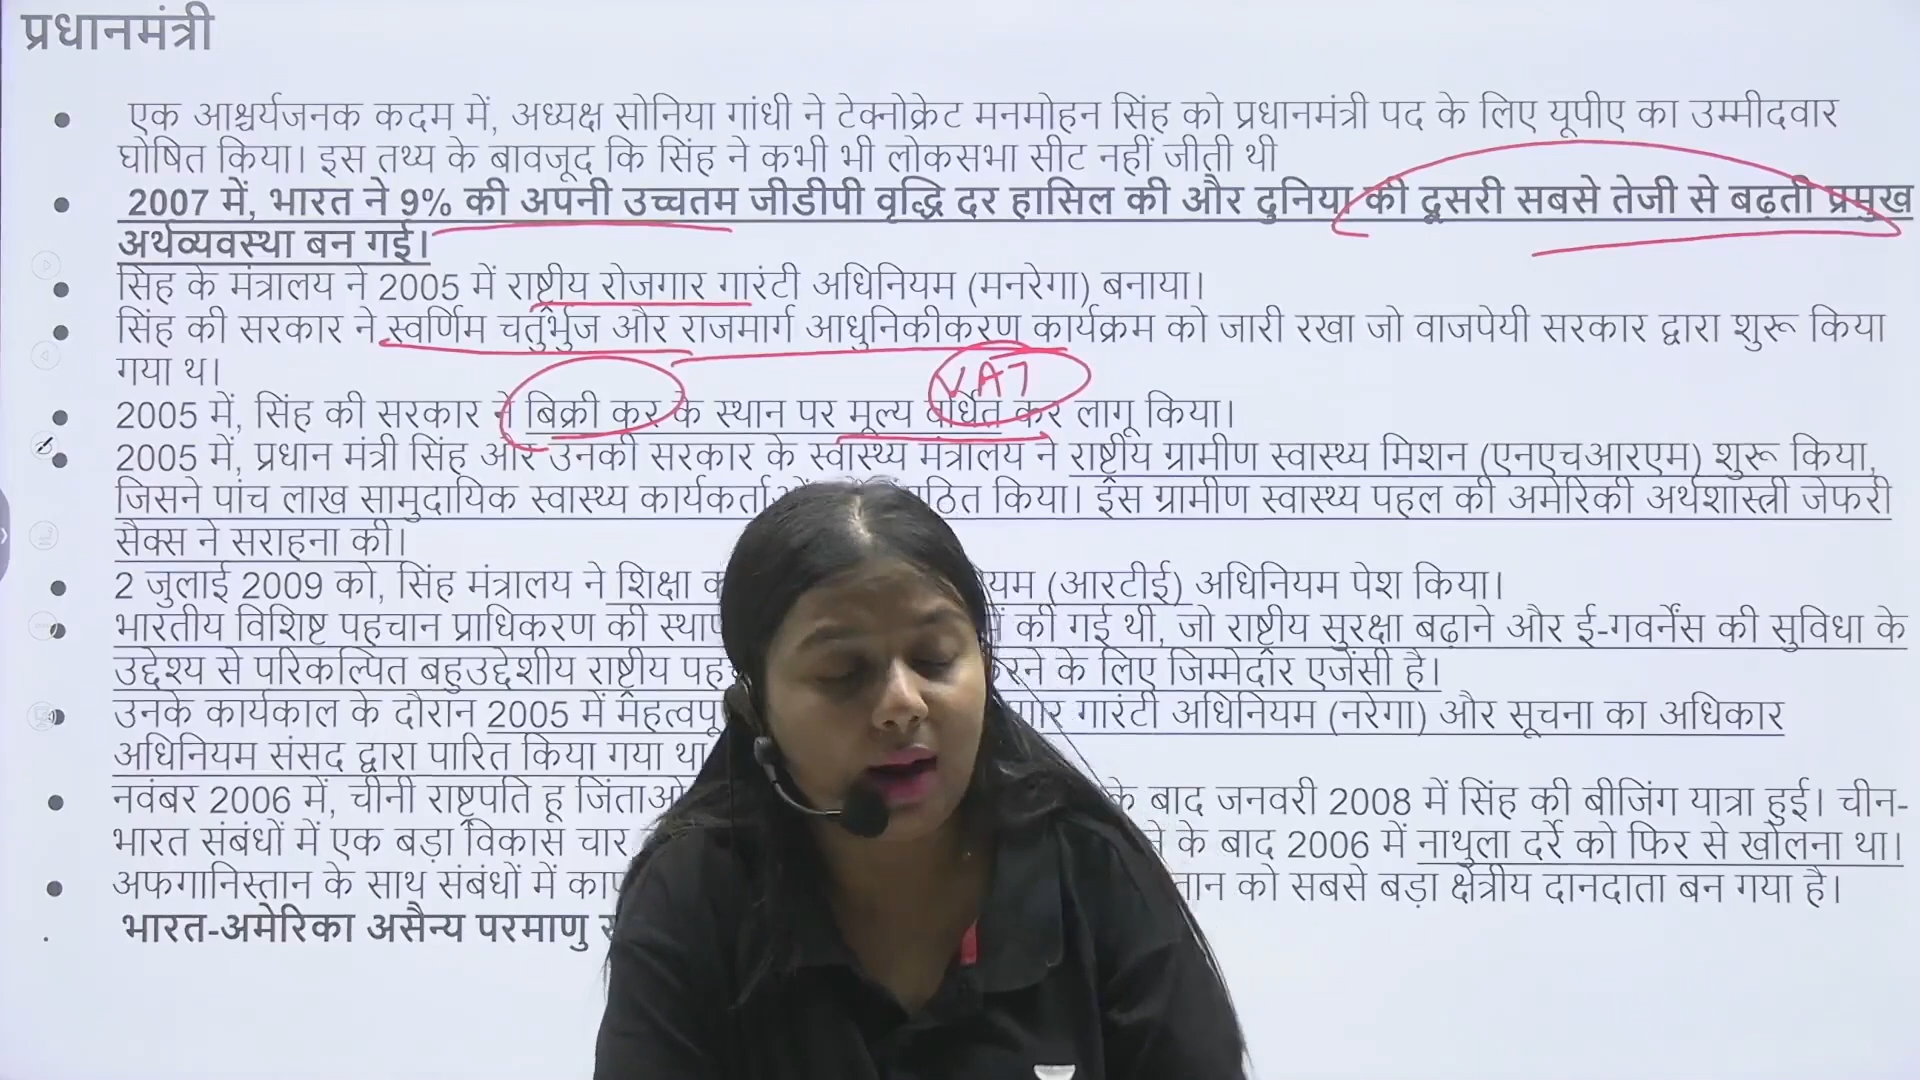 प्रधानमंत्री
एक आश्चर्यजनक कदम में, अध्यक्ष सोनिया गांधी ने टेक्नोक्रेट मनमोहन सिंह को प्रधानमंत्री पद के लिए यूपीए का उम्मीदवार
घोषित किया। इस तथ्य के बावजूद कि सिंह ने कभी भी लोकसभा सीट नहीं जीती थी
2007 में, भारत ने 9% की अपनी उच्चतम जीडीपी वृद्धि दर हासिल की और दुनिया की दूसरी सबसे तेजी से बढ़ती प्रमुख
अर्थव्यवस्था बन गई।
सिंह के मंत्रालय ने 2005 में राष्ट्रीय रोजगार गारंटी अधिनियम (मनरेगा) बनाया।
सिंह की सरकार ने स्वर्णिम चतुर्भुज और राजमार्ग आधुनिकीकरण कार्यक्रम को जारी रखा जो वाजपेयी सरकार द्वारा शुरू किया
गया थ।
VAT
2005 में, सिंह की सरकार ने बिक्री कर के स्थान पर मूल्य वर्धित कर लागू किया।
2005 में, प्रधान मंत्री सिंह और उनकी सरकार के स्वास्थ्य मंत्रालय ने राष्ट्रीय ग्रामीण स्वास्थ्य मिशन (एनएचआरएम) शुरू किया,
जिसने पांच लाख सामुदायिक स्वास्थ्य कार्यकर्ताओं किया। इस ग्रामीण स्वास्थ्य पहल की अमेरिकी अर्थशास्त्री जेफरी
सैक्स ने सराहना की।
2 जुलाई 2009 को, सिंह मंत्रालय ने शिक्षा (आरटीई) अधिनियम पेश किया।
भारतीय विशिष्ट पहचान प्राधिकरण की की गई थी, जो राष्ट्रीय सुरक्षा बढ़ाने और ई-गवर्नेंस की सुविधा के
उद्देश्य से परिकल्पित बहुउद्देशीय राष्ट्रीय के लिए जिम्मेदार एजेंसी है।
उनके कार्यकाल के दौरान 2005 में गारंटी अधिनियम (नरेगा) और सूचना का अधिकार
अधिनियम संसद द्वारा पारित किया गया था
नवंबर 2006 में, चीनी राष्ट्रपति हू जिंताओ के बाद जनवरी 2008 में सिंह की बीजिंग यात्रा हुई। चीन-
भारत संबंधों में एक बड़ा विकास चार के बाद 2006 में नाथुला दर्रे को फिर से खोलना था।
अफगानिस्तान के साथ संबंधों में को सबसे बड़ा क्षेत्रीय दानदाता बन गया है।
भारत-अमेरिका असैन्य परमाणु